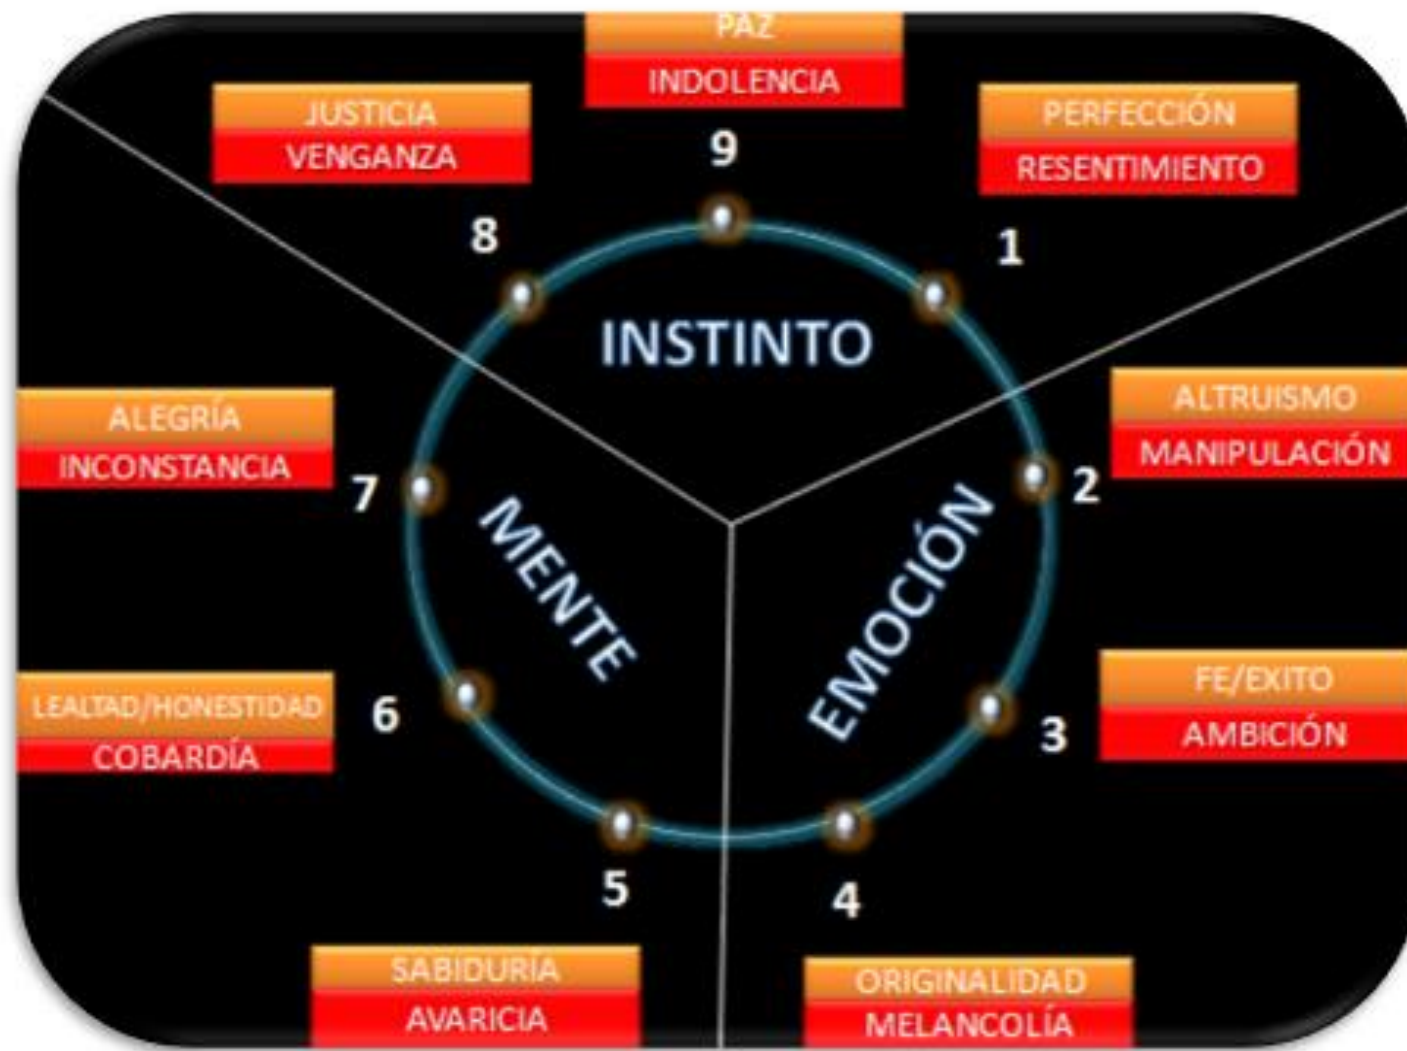 PAZ
INDOLENCIA
JUSTICIA
VENGANZA
PERFECCIÓN
RESENTIMIENTO
9
8
1
INSTINTO
ALEGRÍA
INCONSTANCIA
ALTRUISMO
MANIPULACIÓN
7
2
MENTE
EMOCIÓN
LEALTAD/HONESTIDAD
COBARDÍA
6
3
FE/EXITO
AMBICIÓN
5
4
SABIDURÍA
AVARICIA
ORIGINALIDAD
MELANCOLÍA